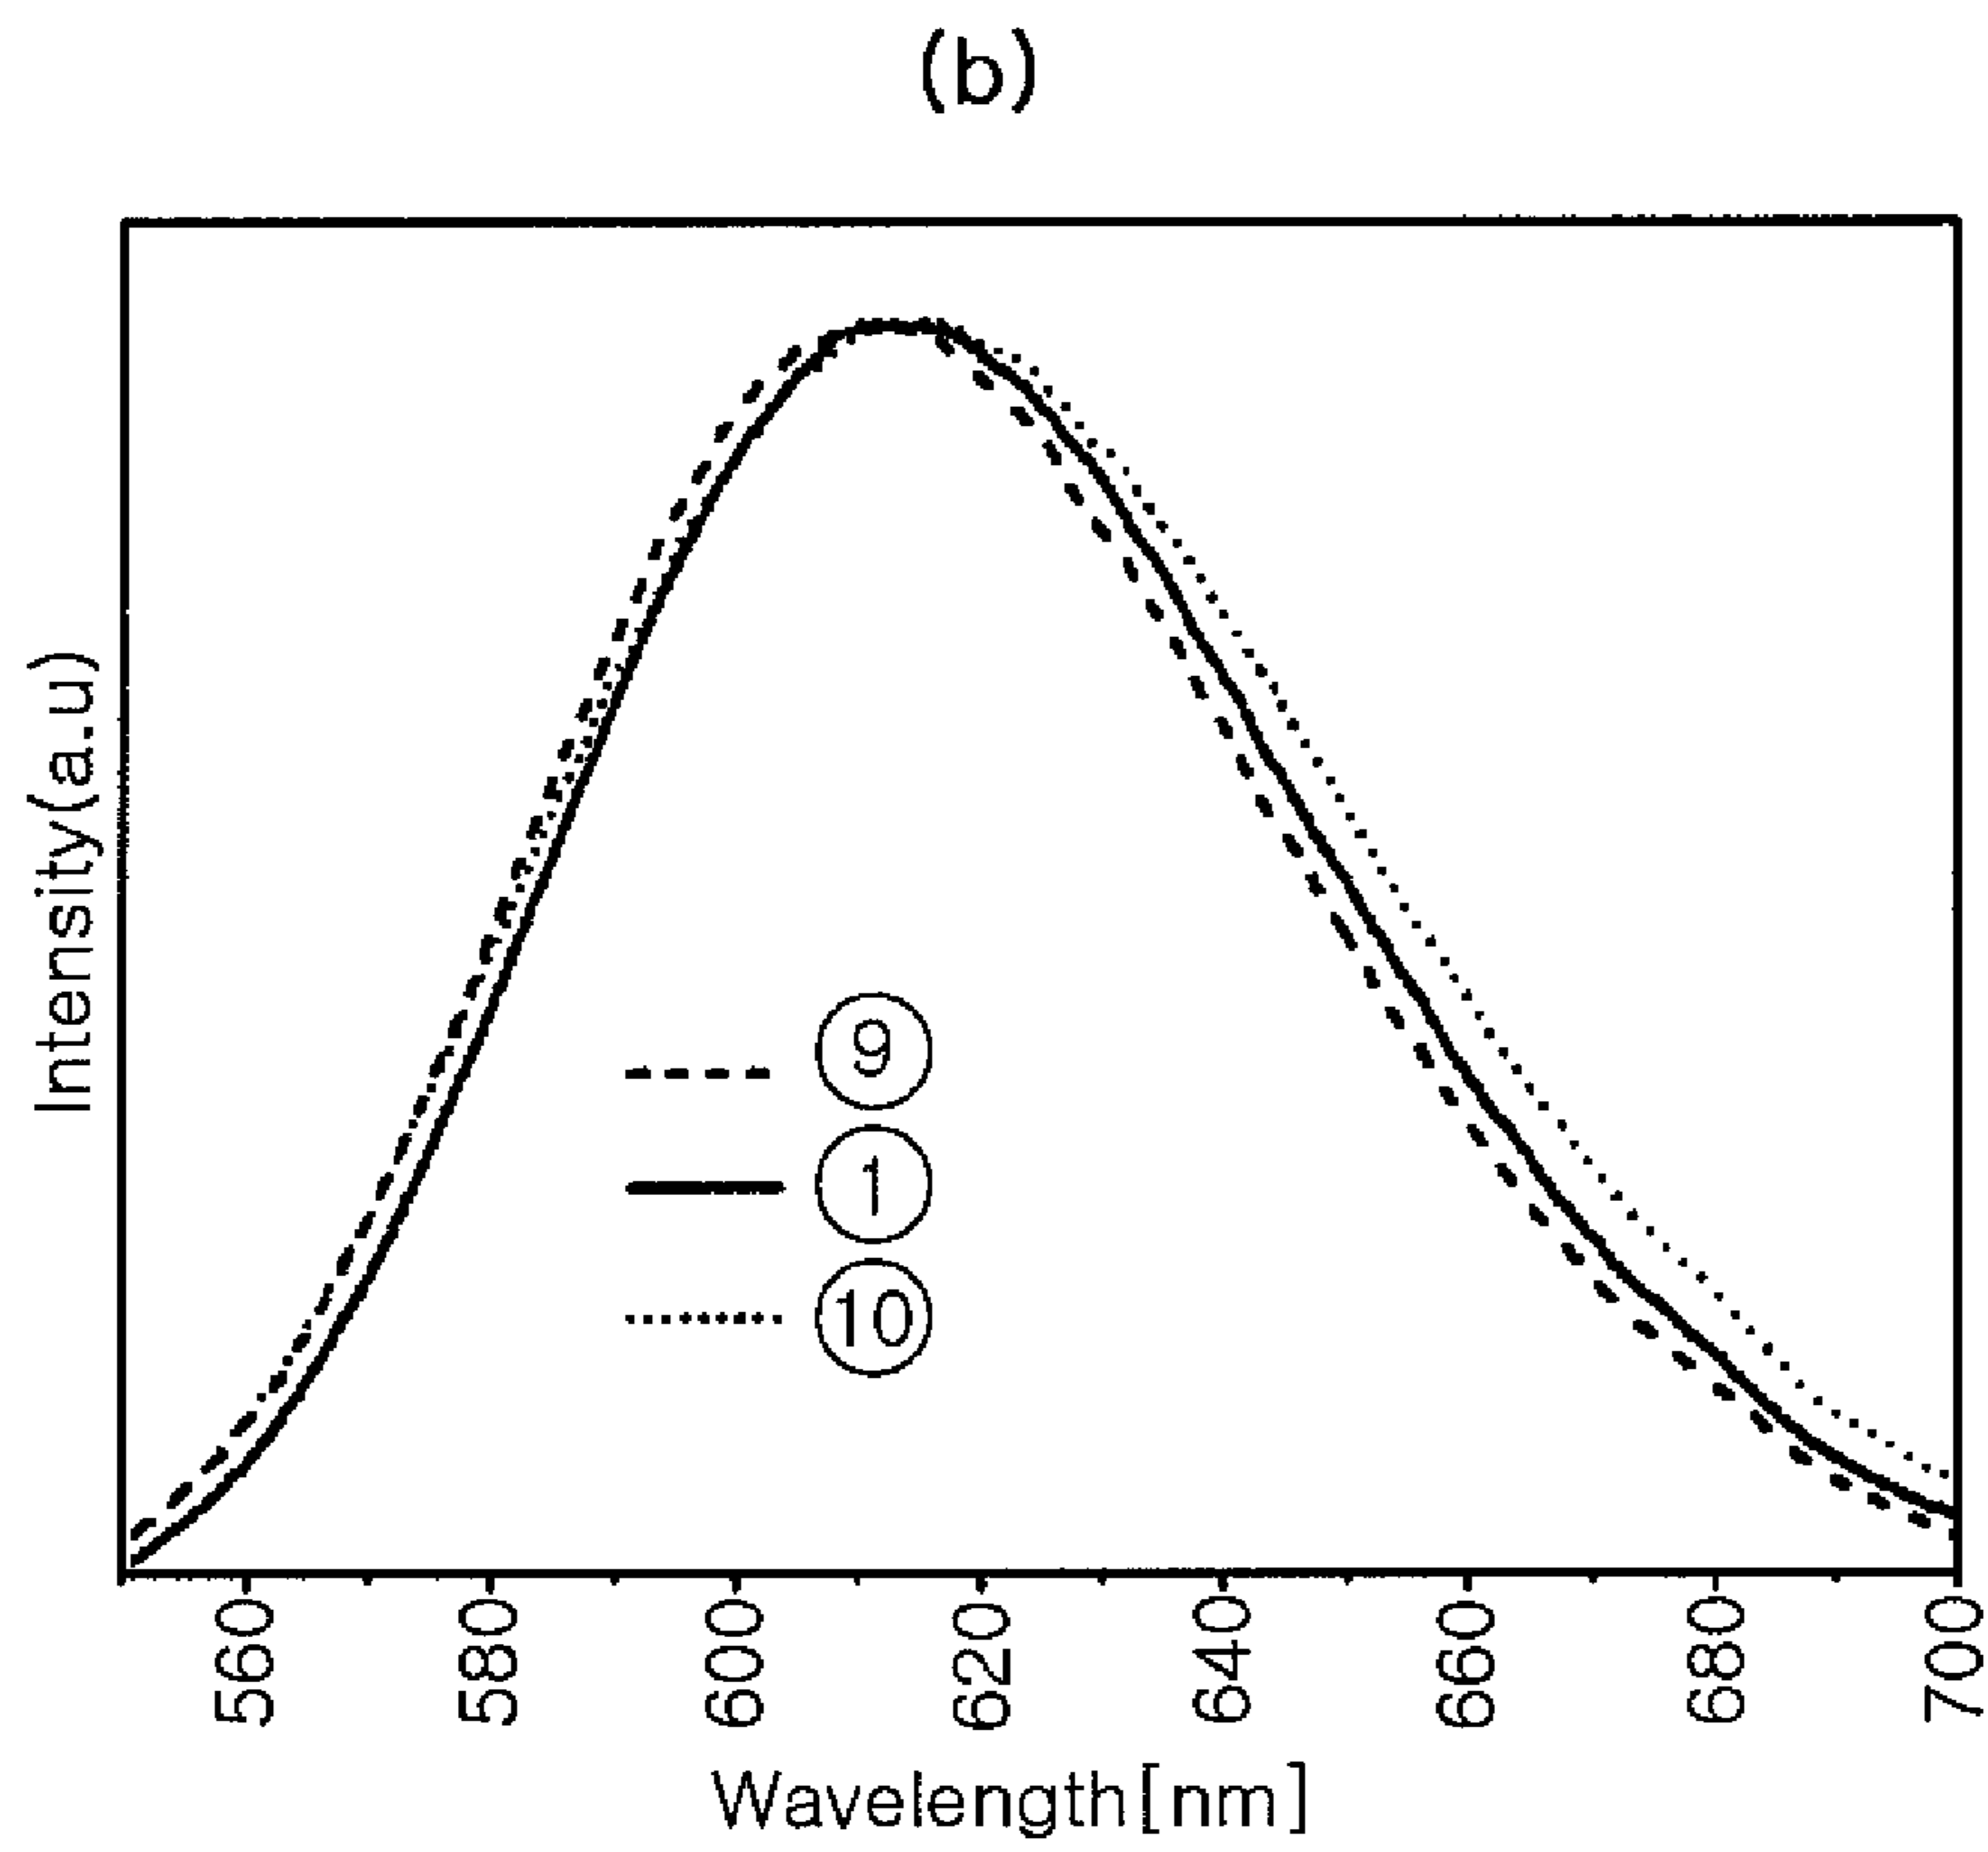 (b)
Intensity(a.u)
⑨
①
⑩
560 580 600 620 640 660 680 700
Wavelength[nm]